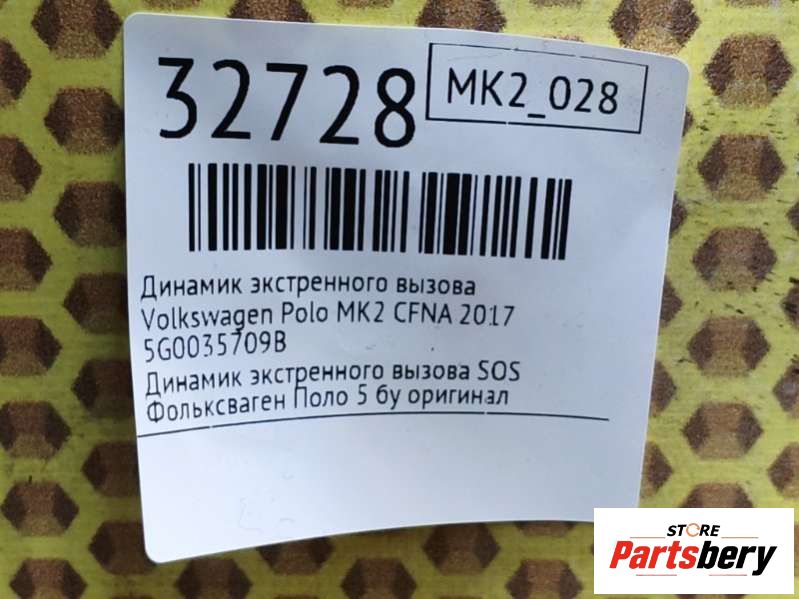 32728
MK2_028
Динамик экстренного вызова
Volkswagen Polo MK2 CFNA 2017
5G0035709B
Динамик экстренного вызова SOS
Фольксваген Поло 5 бу оригинал
STORE
Partsbery